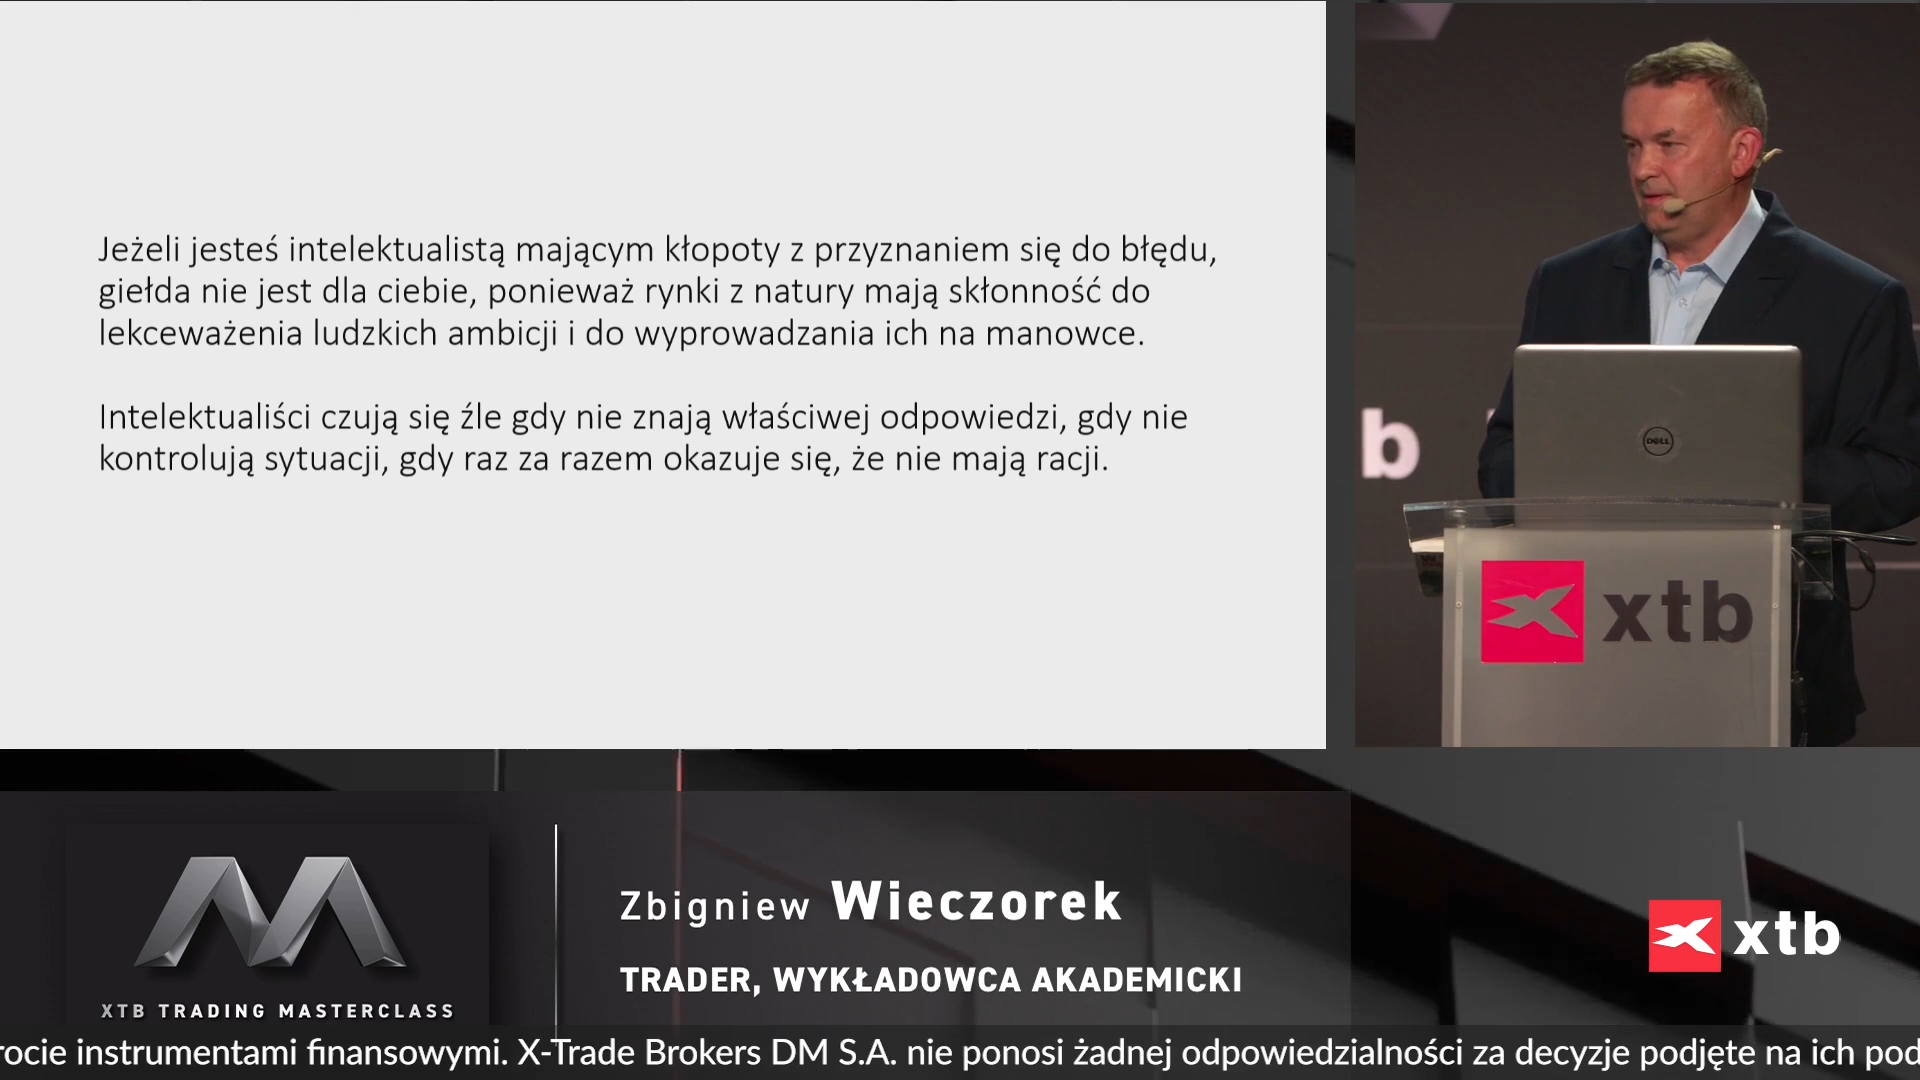 Jeżeli jesteś intelektualistą mającym kłopoty z przyznaniem się do błędu,
giełda nie jest dla ciebie, ponieważ rynki z natury mają skłonność do
lekceważenia ludzkich ambicji i do wyprowadzania ich na manowce.
Intelektualiści czują się źle gdy nie znają właściwej odpowiedzi, gdy nie
kontrolują sytuacji, gdy raz za razem okazuje się, że nie mają racji.
b
DELL
xtb
Zbigniew Wieczorek
TRADER, WYKŁADOWCA AKADEMICKI
XTB TRADING MASTERCLASS
xtb
rocie instrumentami finansowymi. X-Trade Brokers DM S.A. nie ponosi żadnej odpowiedzialności za decyzje podjęte na ich pod